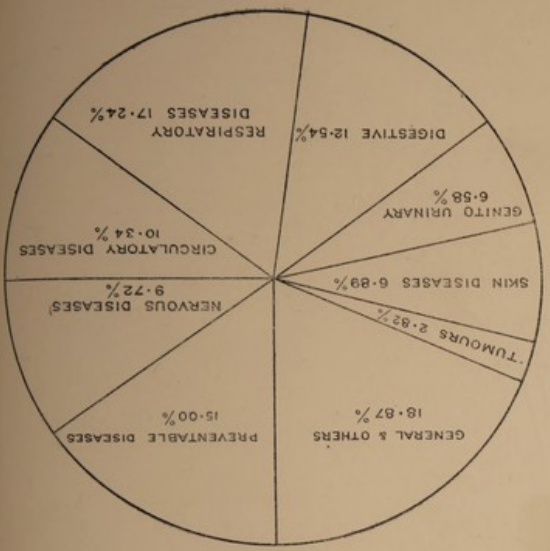 PREVENTABLE DISEASES
15·00%
NERVOUS DISEASES
9·72%
CIRCULATORY DISEASES
10·34%
RESPIRATORY
DISEASES 17·24%
DIGESTIVE 12·54%
GENITO URINARY
6·58%
SKIN DISEASES 6·89%
TUMOURS 2·82%
GENERAL & OTHERS
18·87%